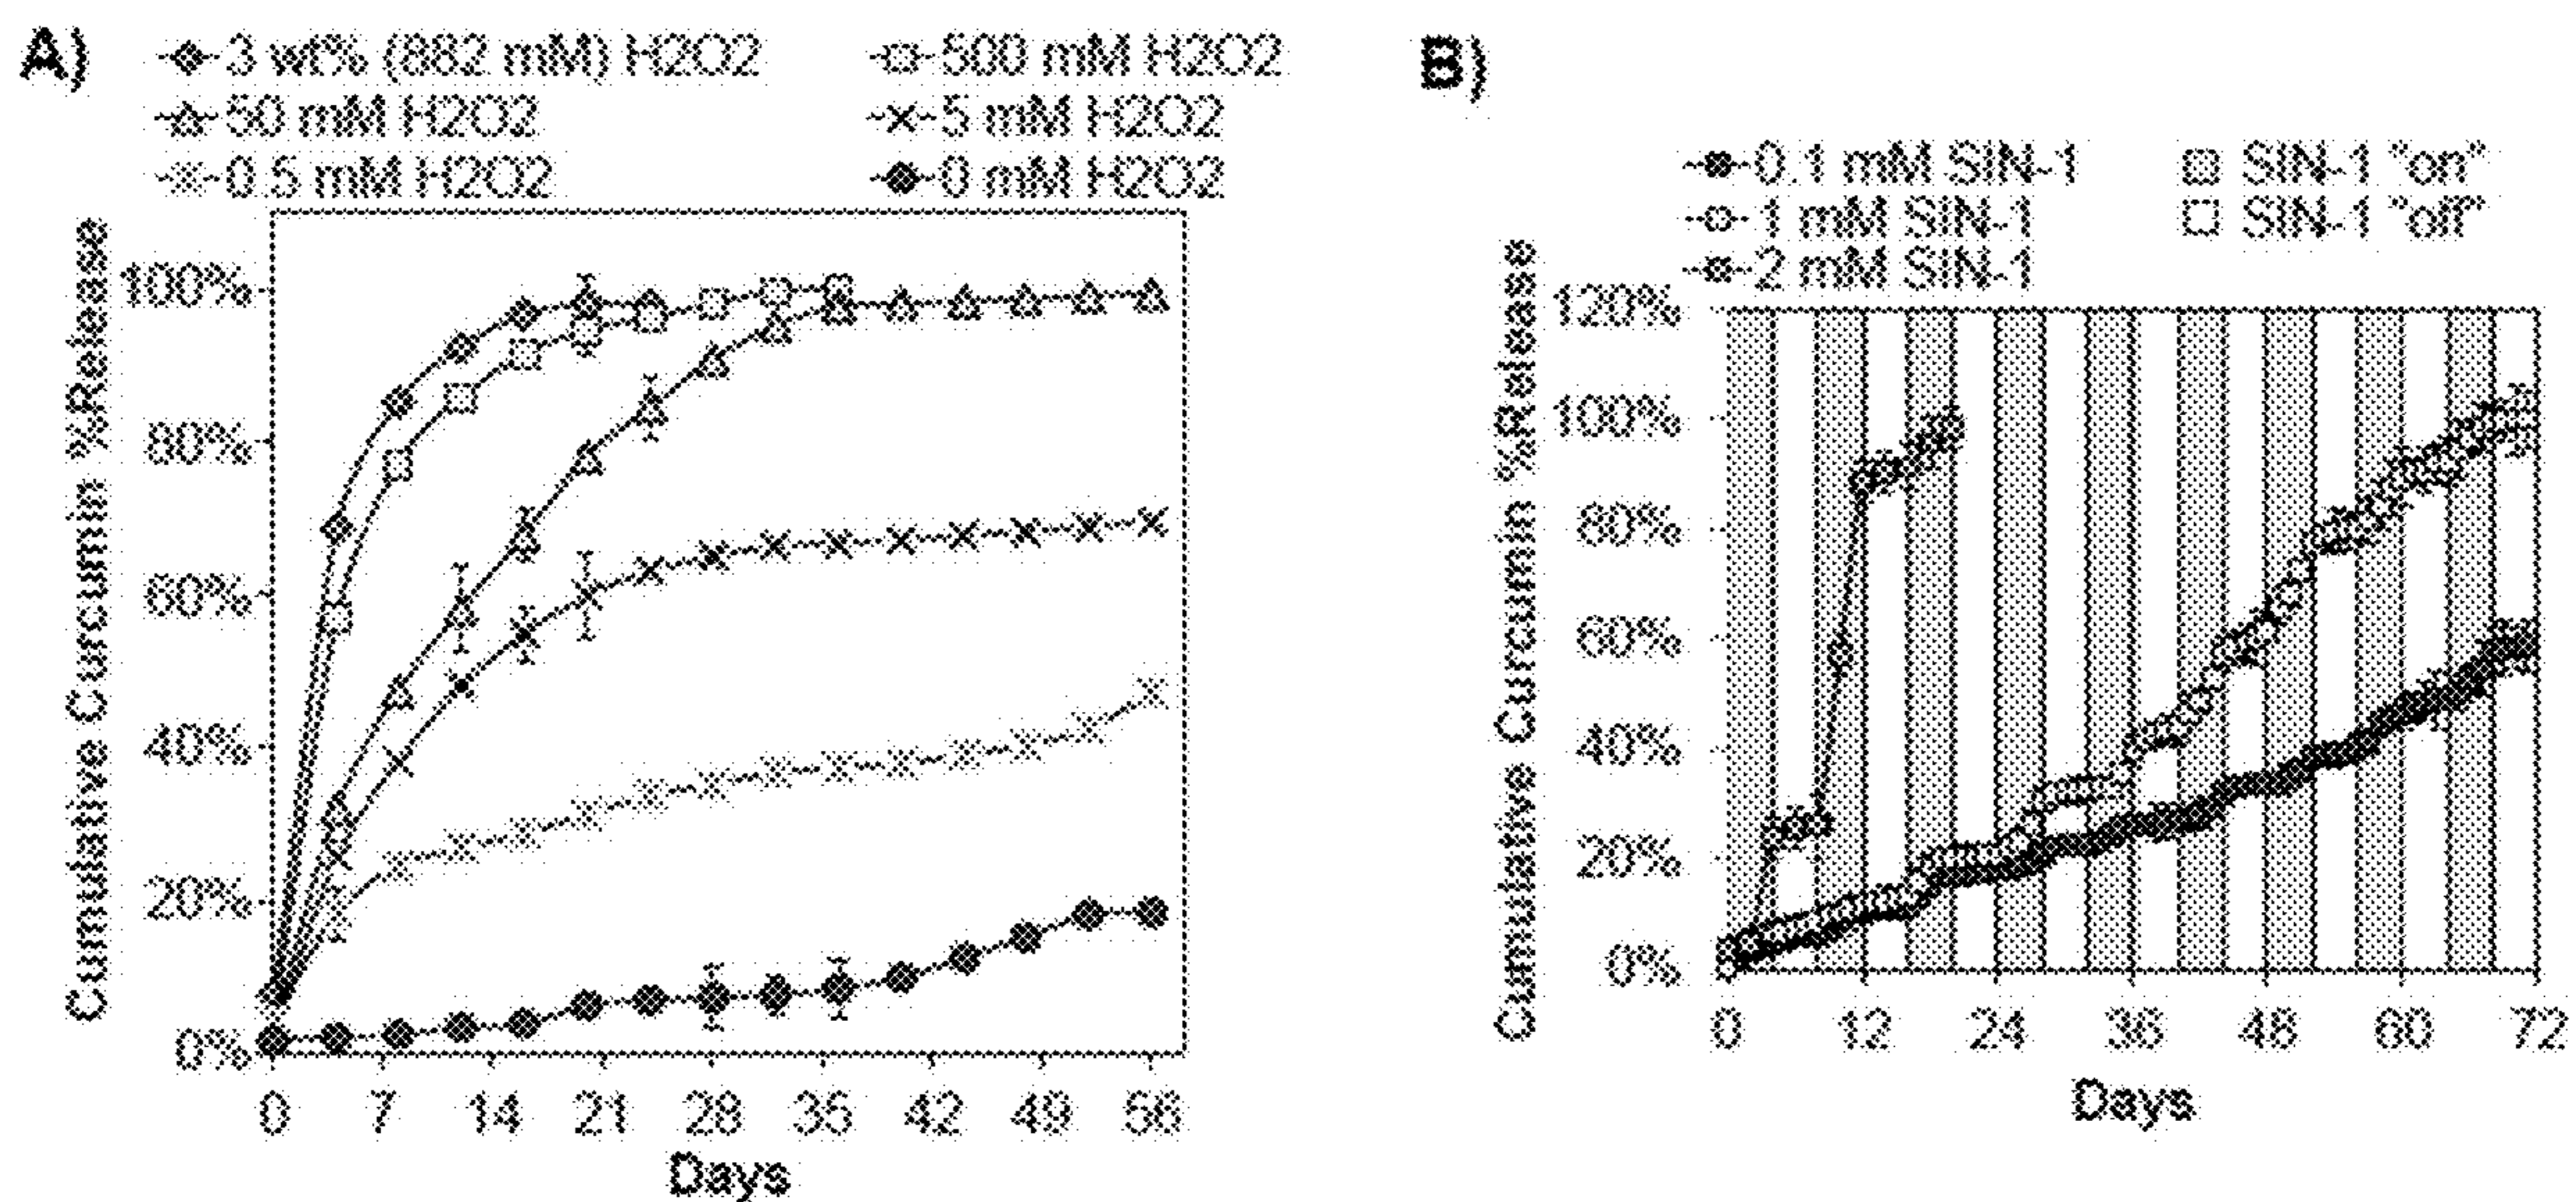 A)
3 wt% (882 mM) H2O2
500 mM H2O2
50 mM H2O2
5 mM H2O2
0.5 mM H2O2
0 mM H2O2
Cumulative Curcumin %Release
100%
80%
60%
40%
20%
0%
0 7 14 21 28 35 42 49 56
Days
B)
0.1 mM SIN-1
SIN-1 "on"
1 mM SIN-1
SIN-1 "off"
2 mM SIN-1
Cumulative Curcumin %Release
120%
100%
80%
60%
40%
20%
0%
0 12 24 36 48 60 72
Days